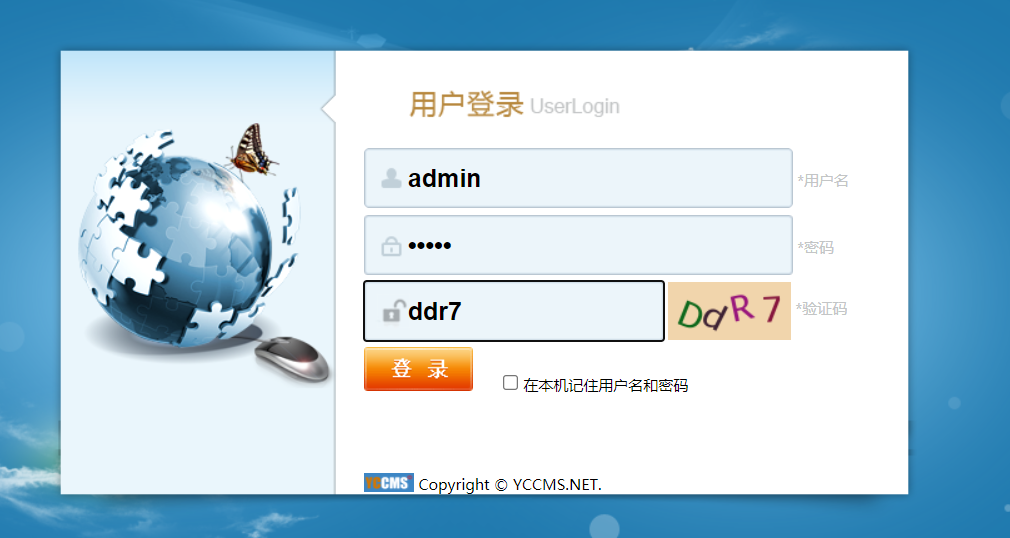 用户登录 UserLogin
admin *用户名
••••• *密码
ddr7 DdR7 *验证码
登 录
在本机记住用户名和密码
YCCMS Copyright © YCCMS.NET.